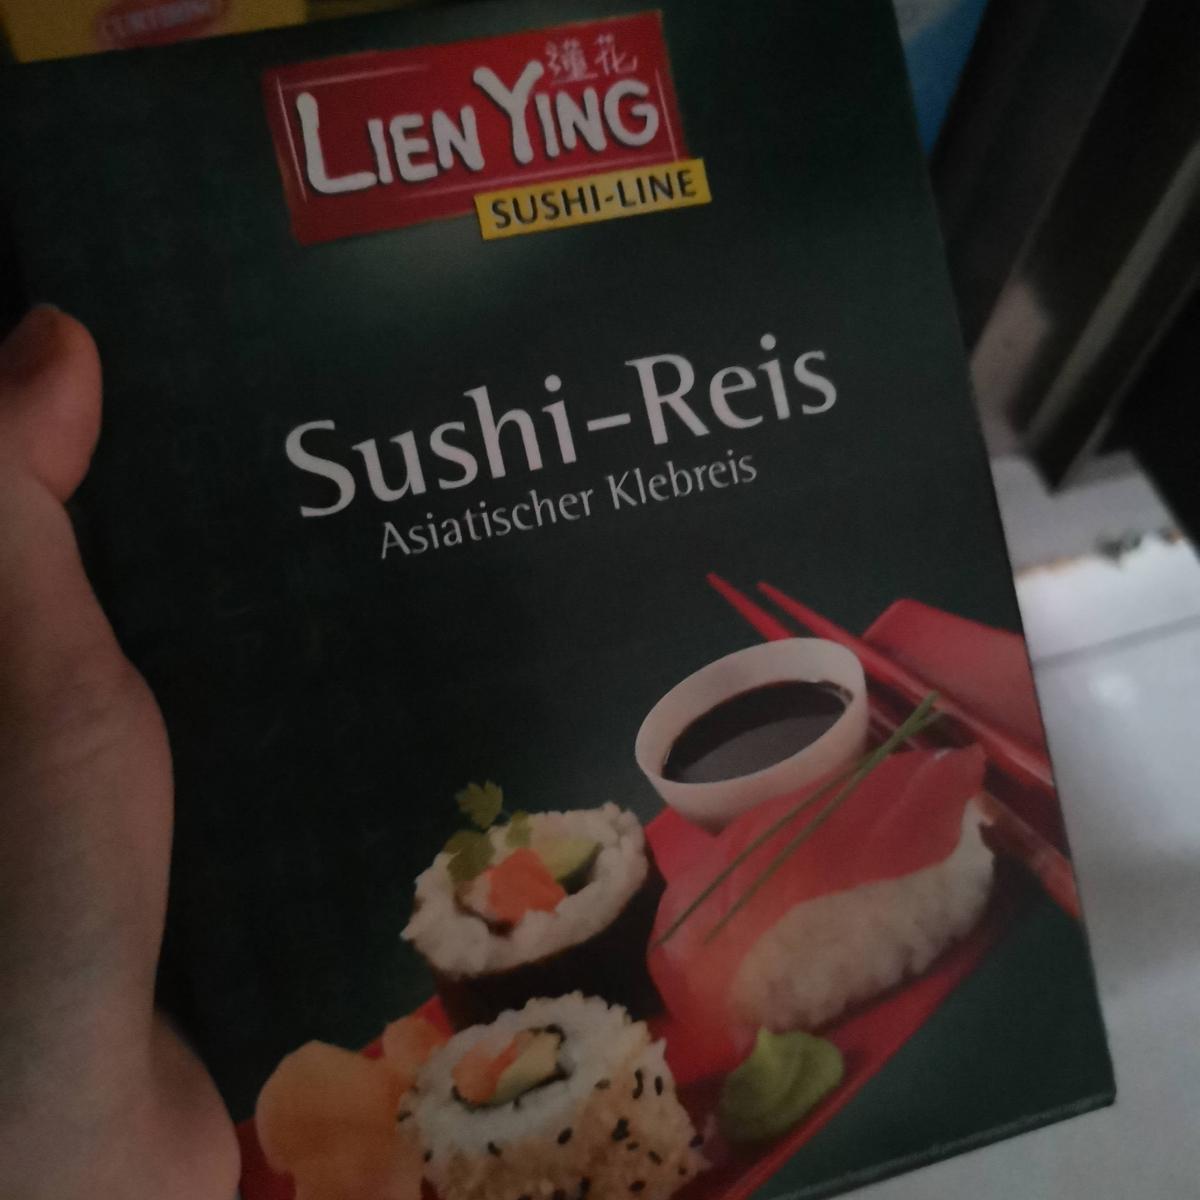 蓮花
LIEN YING
SUSHI-LINE
Sushi-Reis
Asiatischer Klebreis